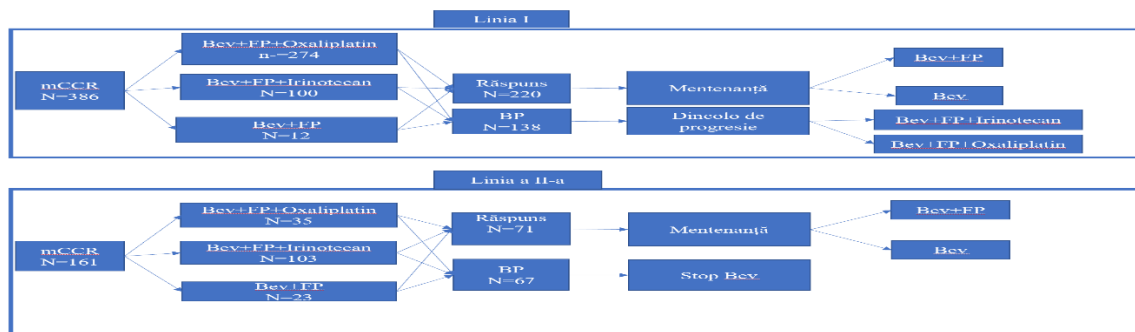 Linia I
Bev+FP+Oxaliplatin
n-=274
mCCR
N=386
Bev+FP+Irinotecan
N=100
Bev+FP
N=12
Răspuns
N=220
BP
N=138
Mentenanță
Dincolo de
progresie
Bev+FP
Bev
Bev+FP+Irinotecan
Bev+FP+Oxaliplatin
Linia a II-a
Bev+FP+Oxaliplatin
N=35
mCCR
N=161
Bev+FP+Irinotecan
N=103
Bev+FP
N=23
Răspuns
N=71
BP
N=67
Mentenanță
Stop Bev
Bev+FP
Bev